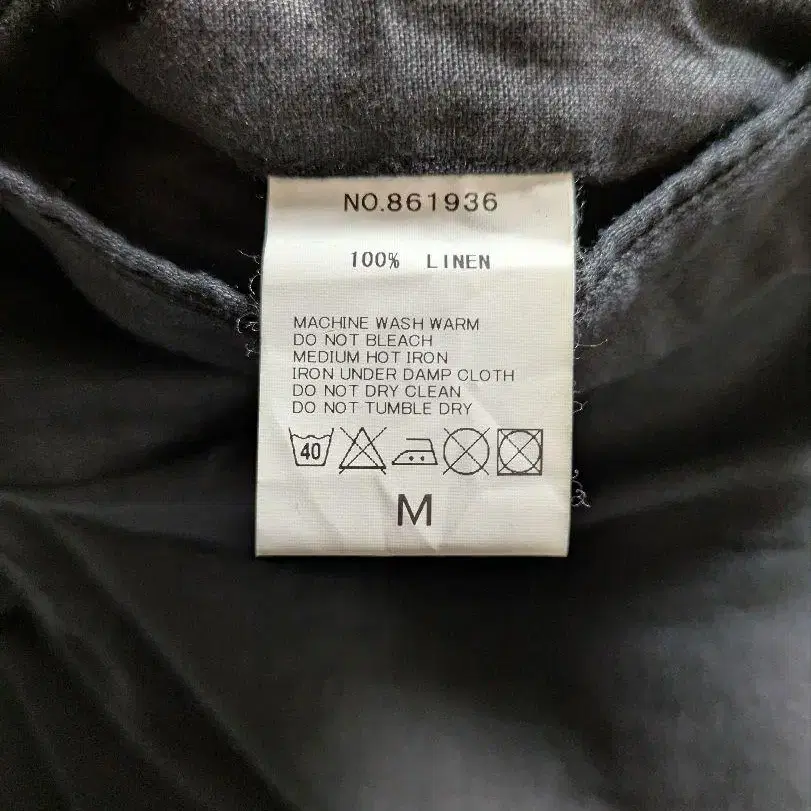 NO.861936
100% LINEN
MACHINE WASH WARM
DO NOT BLEACH
MEDIUM HOT IRON
IRON UNDER DAMP CLOTH
DO NOT DRY CLEAN
DO NOT TUMBLE DRY
40
M